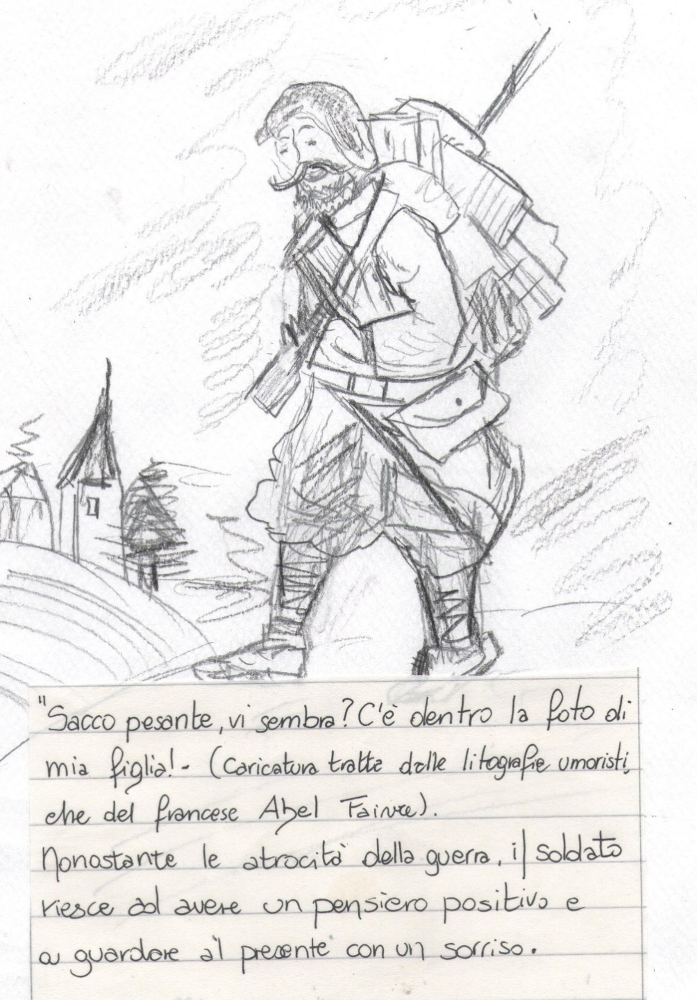 "Sacco pesante, vi sembra? C'è dentro la foto di
mia figlia!- (Caricatura tratta dalle litografie umoristi,
che del francese Abel Faivre).
Nonostante le atrocità della guerra, il soldato
riesce ad avere un pensiero positivo e
a guardare al presente con un sorriso.